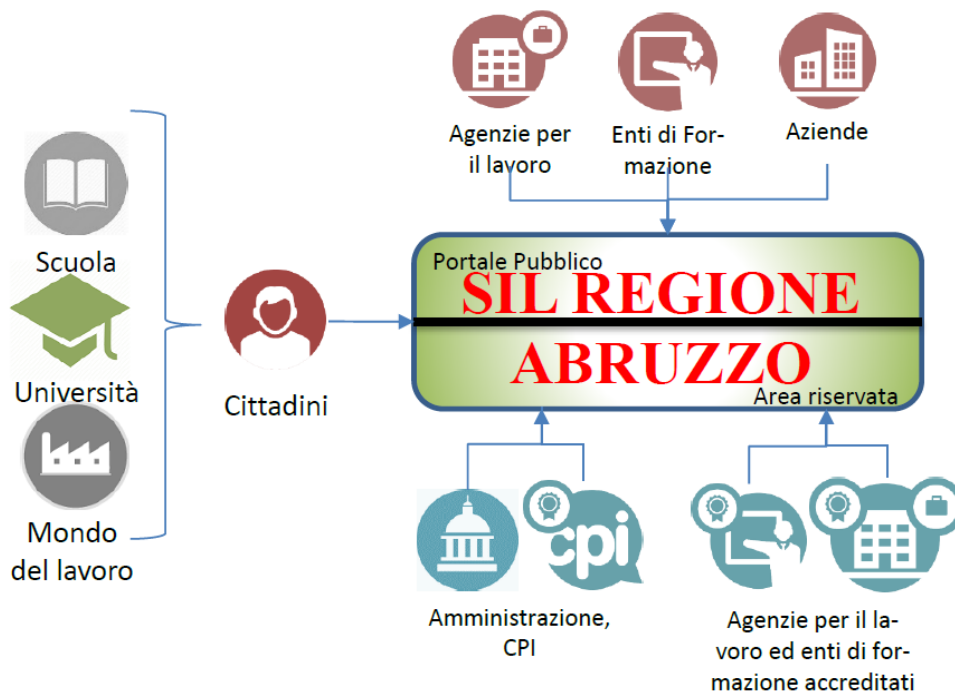 Agenzie per
il lavoro
Enti di For-
mazione
Aziende
Scuola
Università
Mondo
del lavoro
Cittadini
Portale Pubblico
SIL REGIONE
ABRUZZO
Area riservata
cpi
Amministrazione,
CPI
Agenzie per il la-
voro ed enti di for-
mazione accreditati